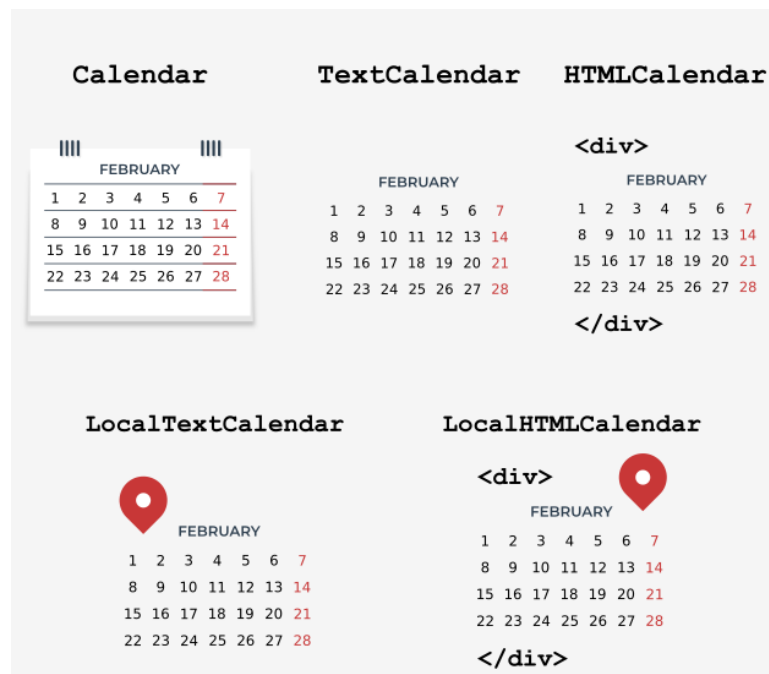 Calendar
FEBRUARY
1 2 3 4 5 6 7
8 9 10 11 12 13 14
15 16 17 18 19 20 21
22 23 24 25 26 27 28
TextCalendar
FEBRUARY
1 2 3 4 5 6 7
8 9 10 11 12 13 14
15 16 17 18 19 20 21
22 23 24 25 26 27 28
HTMLCalendar
<div>
FEBRUARY
1 2 3 4 5 6 7
8 9 10 11 12 13 14
15 16 17 18 19 20 21
22 23 24 25 26 27 28
</div>
LocalTextCalendar
FEBRUARY
1 2 3 4 5 6 7
8 9 10 11 12 13 14
15 16 17 18 19 20 21
22 23 24 25 26 27 28
LocalHTMLCalendar
<div>
FEBRUARY
1 2 3 4 5 6 7
8 9 10 11 12 13 14
15 16 17 18 19 20 21
22 23 24 25 26 27 28
</div>